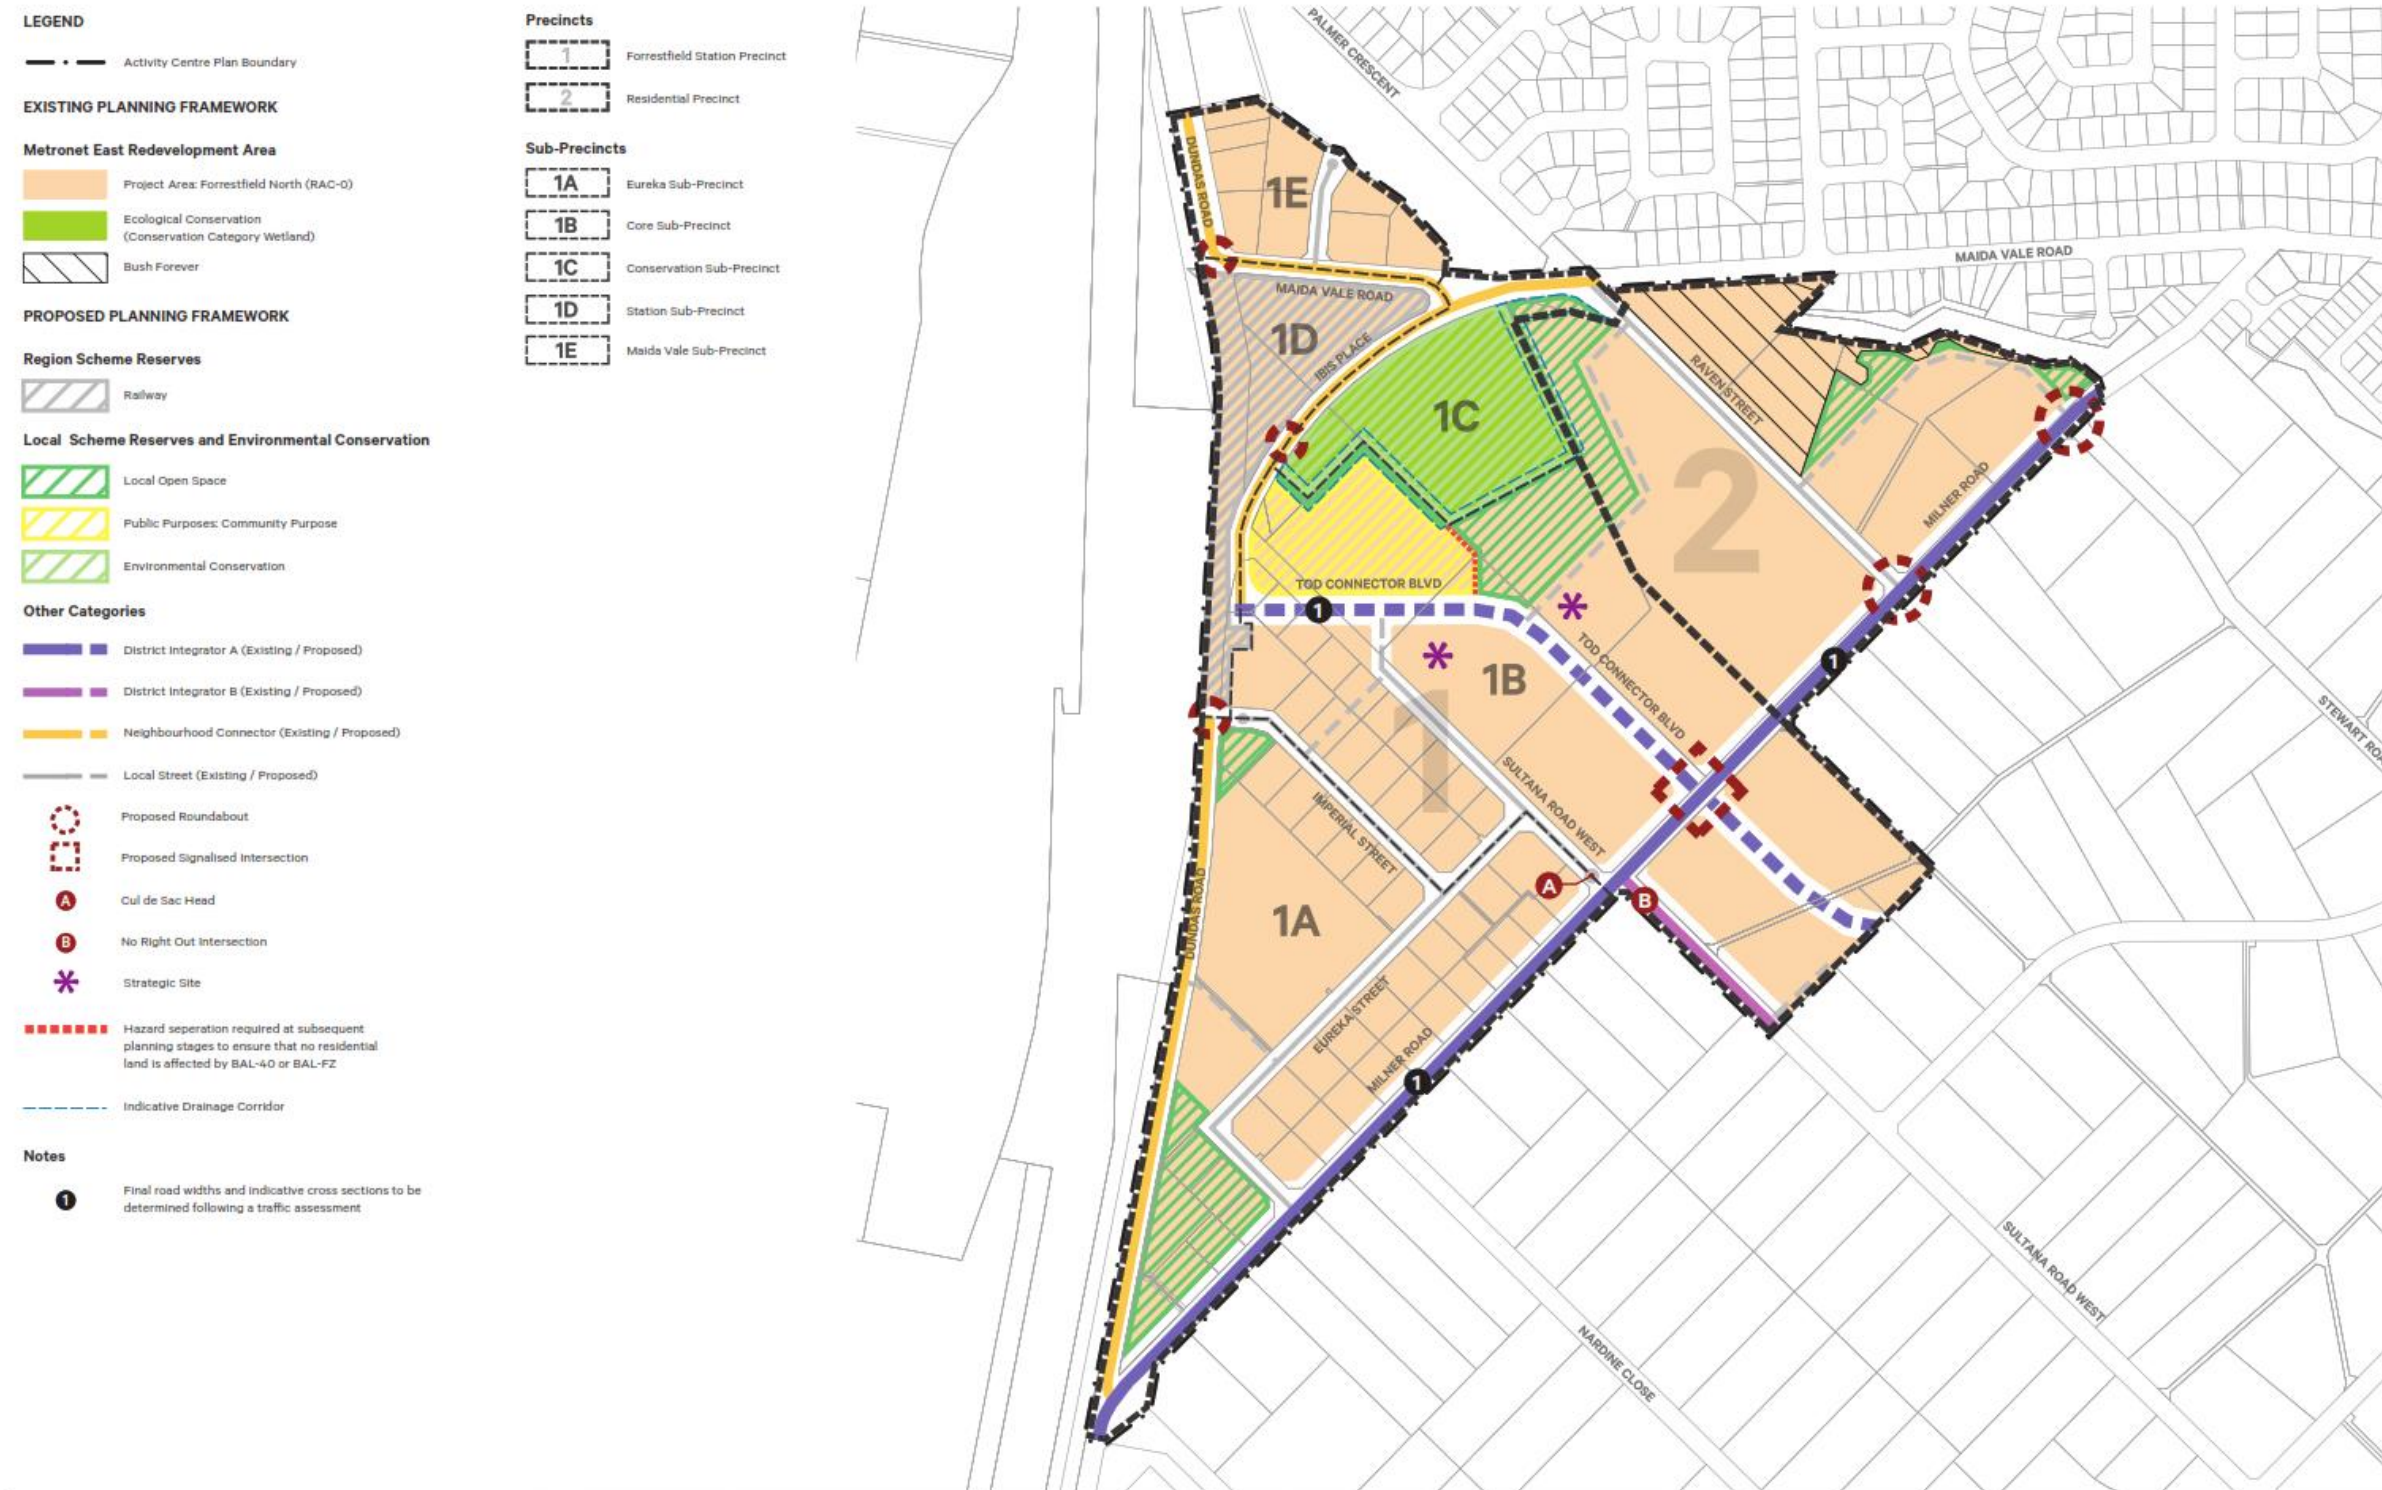 LEGEND
Activity Centre Plan Boundary
EXISTING PLANNING FRAMEWORK
Metronet East Redevelopment Area
Project Area: Forrestfield North (RAC-0)
Ecological Conservation
(Conservation Category Wetland)
Bush Forever
PROPOSED PLANNING FRAMEWORK
Region Scheme Reserves
Railway
Local Scheme Reserves and Environmental Conservation
Local Open Space
Public Purposes: Community Purpose
Environmental Conservation
Other Categories
District Integrator A (Existing / Proposed)
District Integrator B (Existing / Proposed)
Neighbourhood Connector (Existing / Proposed)
Local Street (Existing / Proposed)
Proposed Roundabout
Proposed Signalised Intersection
A
Cul de Sac Head
B
No Right Out Intersection
Strategic Site
Hazard seperation required at subsequent
planning stages to ensure that no residential
land is affected by BAL-40 or BAL-FZ
Indicative Drainage Corridor
Notes
1
Final road widths and indicative cross sections to be
determined following a traffic assessment
Precincts
1
Forrestfield Station Precinct
2
Residential Precinct
Sub-Precincts
1A
Eureka Sub-Precinct
1B
Core Sub-Precinct
1C
Conservation Sub-Precinct
1D
Station Sub-Precinct
1E
Maida Vale Sub-Precinct
PALMER CRESCENT
DUNDAS ROAD
1E
MAIDA VALE ROAD
MAIDA VALE ROAD
1D
IBIS PLACE
1C
RAVEN STREET
2
MILNER ROAD
TOD CONNECTOR BLVD
1
TOD CONNECTOR BLVD
1
1B
1
STEWART ROA
SULTANA ROAD WEST
IMPERIAL STREET
A
B
DUNDAS ROAD
1A
EUREKA STREET
MILNER ROAD
1
SULTANA ROAD WEST
NARDINE CLOSE